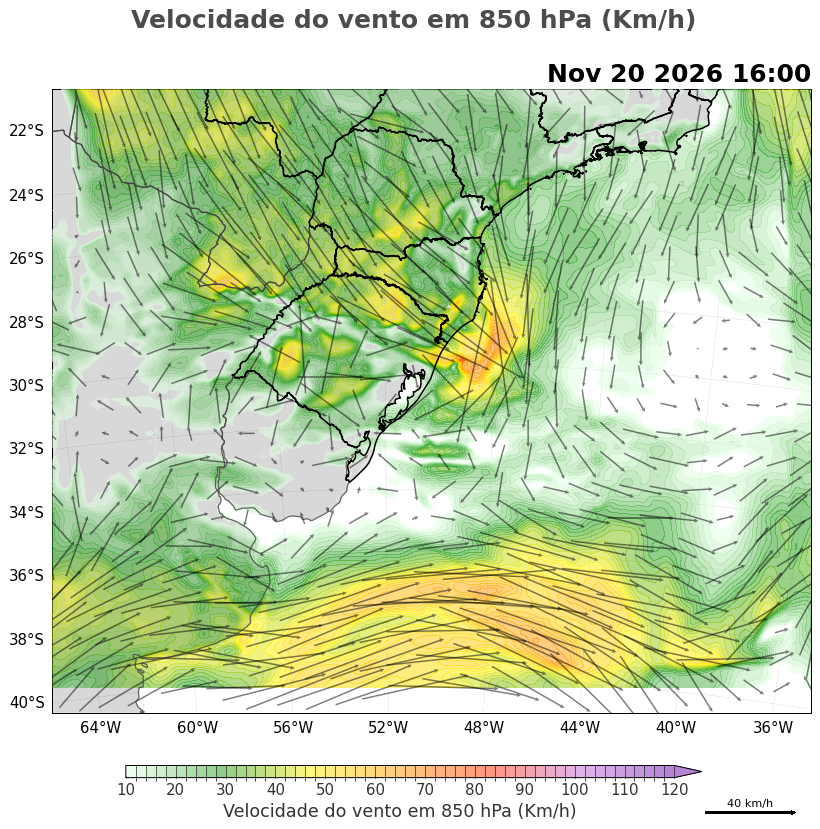 Velocidade do vento em 850 hPa (Km/h)
Nov 20 2026 16:00
22°S
24°S
26°S
28°S
30°S
32°S
34°S
36°S
38°S
40°S
64°W 60°W 56°W 52°W 48°W 44°W 40°W 36°W
10 20 30 40 50 60 70 80 90 100 110 120
Velocidade do vento em 850 hPa (Km/h)
40 km/h